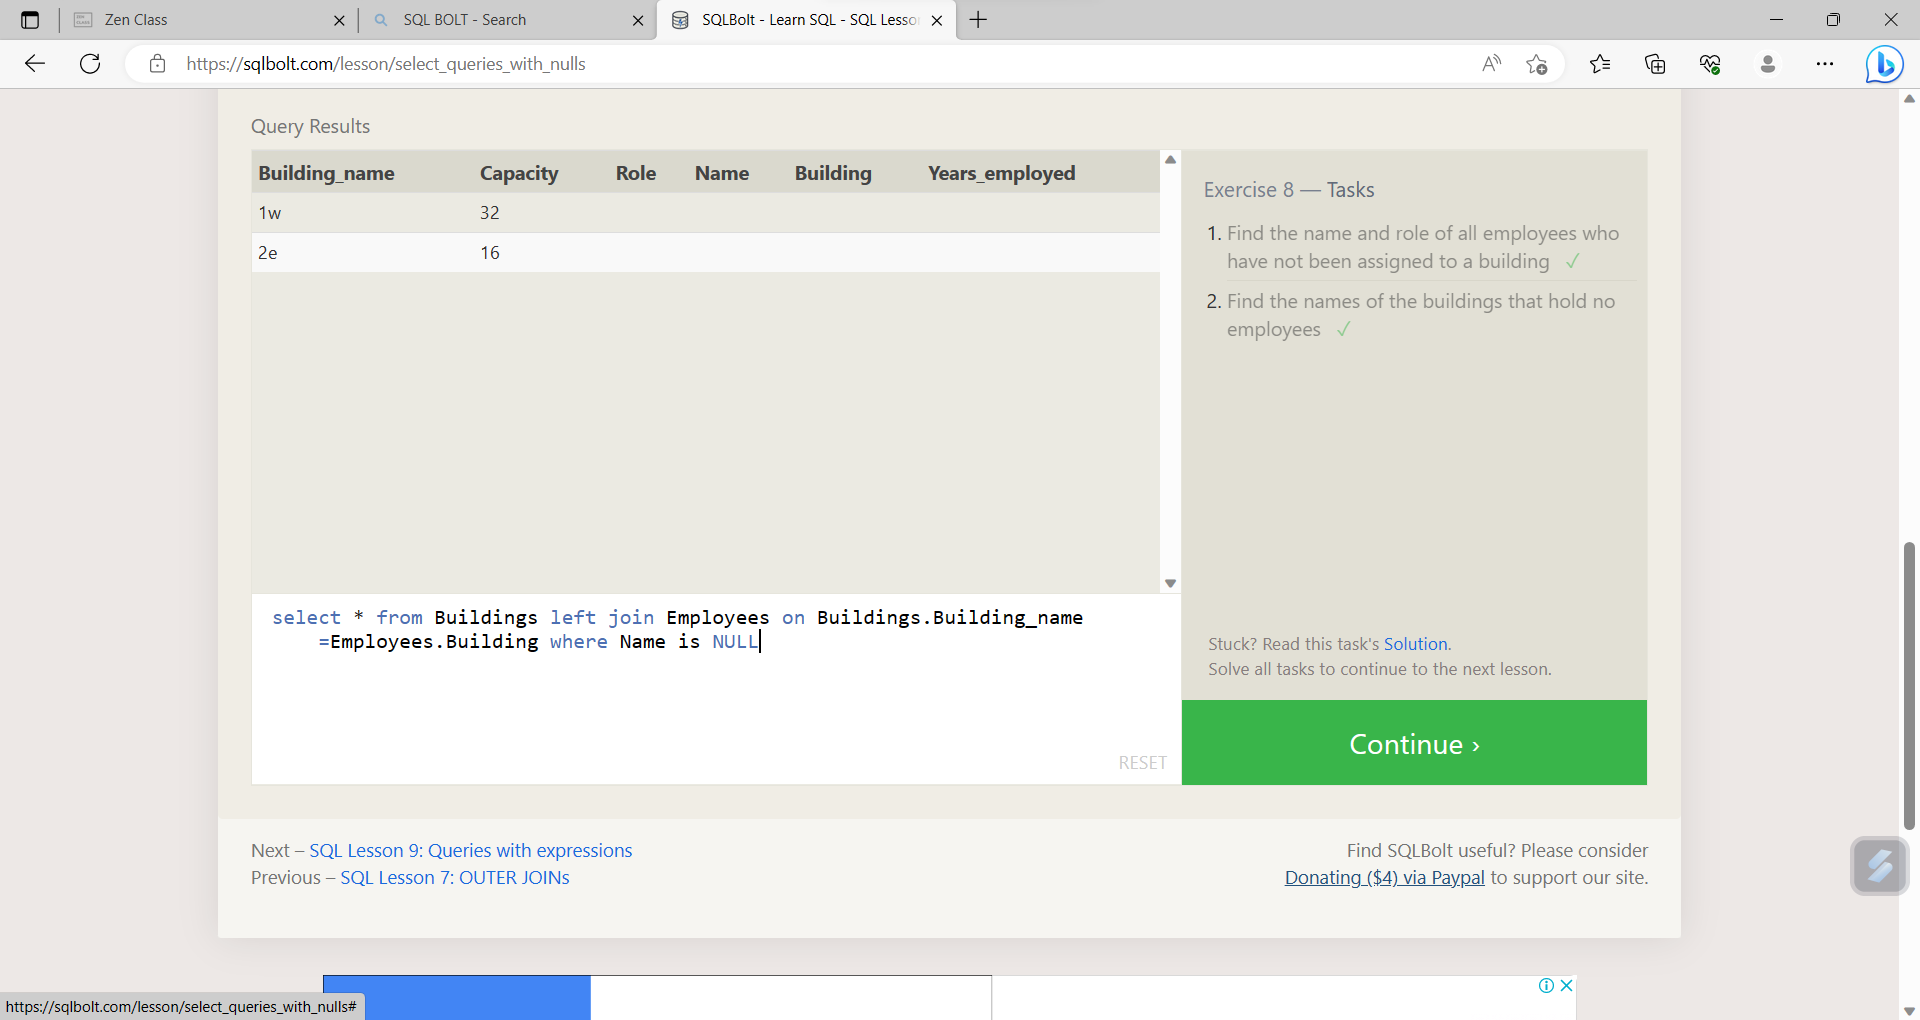 Zen Class
SQL BOLT - Search
SQLBolt - Learn SQL - SQL Lesso
https://sqlbolt.com/lesson/select_queries_with_nulls
Query Results
Building_name Capacity Role Name Building Years_employed
1w 32
2e 16
Exercise 8 — Tasks
1. Find the name and role of all employees who
have not been assigned to a building ✓
2. Find the names of the buildings that hold no
employees ✓
select * from Buildings left join Employees on Buildings.Building_name
=Employees.Building where Name is NULL
RESET
Stuck? Read this task's Solution.
Solve all tasks to continue to the next lesson.
Continue ›
Next – SQL Lesson 9: Queries with expressions
Previous – SQL Lesson 7: OUTER JOINs
Find SQLBolt useful? Please consider
Donating ($4) via Paypal to support our site.
https://sqlbolt.com/lesson/select_queries_with_nulls#